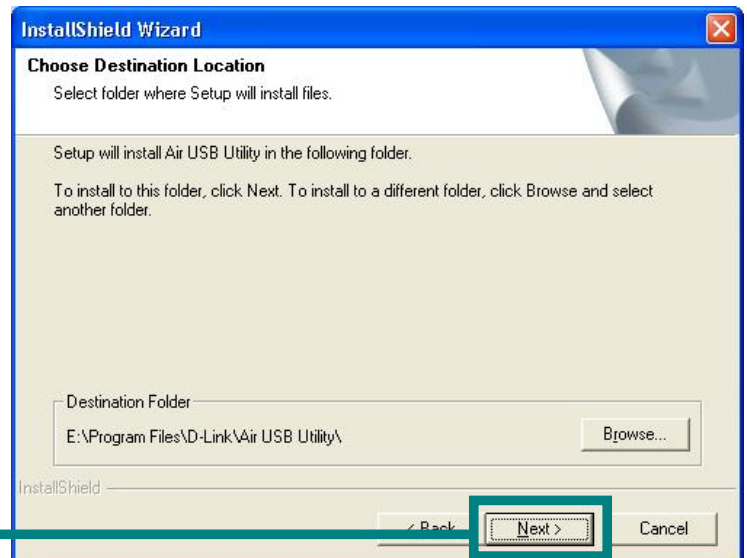 InstallShield Wizard
Choose Destination Location
Select folder where Setup will install files.
Setup will install Air USB Utility in the following folder.
To install to this folder, click Next. To install to a different folder, click Browse and select
another folder.
Destination Folder
E:\Program Files\D-Link\Air USB Utility\
Browse...
InstallShield
< Back
Next >
Cancel